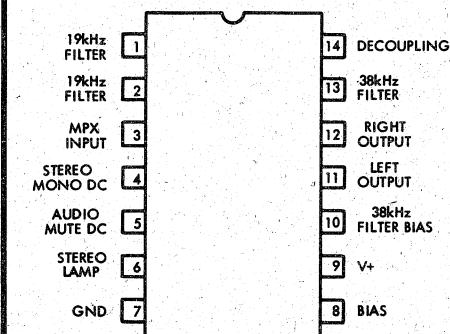 19kHz
FILTER
1
19kHz
FILTER
2
MPX
INPUT
3
STEREO
MONO DC
4
AUDIO
MUTE DC
5
STEREO
LAMP
6
GND
7
14
DECOUPLING
13
38kHz
FILTER
12
RIGHT
OUTPUT
11
LEFT
OUTPUT
10
38kHz
FILTER BIAS
9
V+
8
BIAS